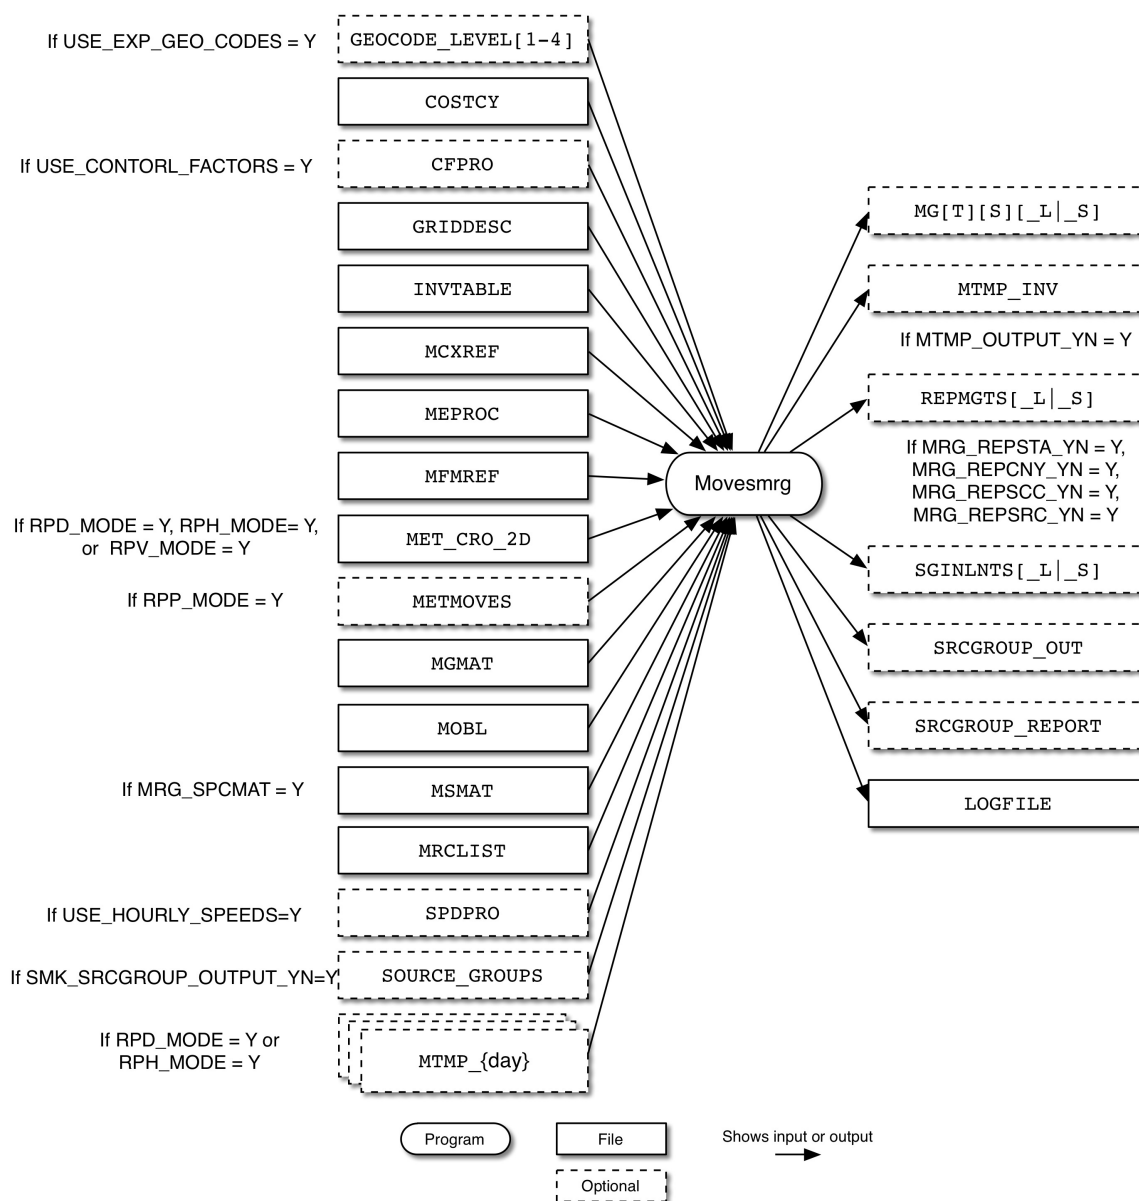 If USE_EXP_GEO_CODES = Y
GEOCODE_LEVEL[1-4]
COSTCY
If USE_CONTORL_FACTORS = Y
CFPRO
GRIDDESC
INVTABLE
MCXREF
MEPROC
MFMREF
If RPD_MODE = Y, RPH_MODE= Y,
or RPV_MODE = Y
MET_CRO_2D
If RPP_MODE = Y
METMOVES
MGMAT
MOBL
If MRG_SPCMAT = Y
MSMAT
MRCLIST
If USE_HOURLY_SPEEDS=Y
SPDPRO
If SMK_SRCGROUP_OUTPUT_YN=Y
SOURCE_GROUPS
If RPD_MODE = Y or
RPH_MODE = Y
MTMP_{day}
Movesmrg
MG[T][S][_L|_S]
MTMP_INV
If MTMP_OUTPUT_YN = Y
REPMGTS[_L|_S]
If MRG_REPSTA_YN = Y,
MRG_REPCNY_YN = Y,
MRG_REPSCC_YN = Y,
MRG_REPSRC_YN = Y
SGINLNTS[_L|_S]
SRCGROUP_OUT
SRCGROUP_REPORT
LOGFILE
Program
File
Shows input or output
Optional